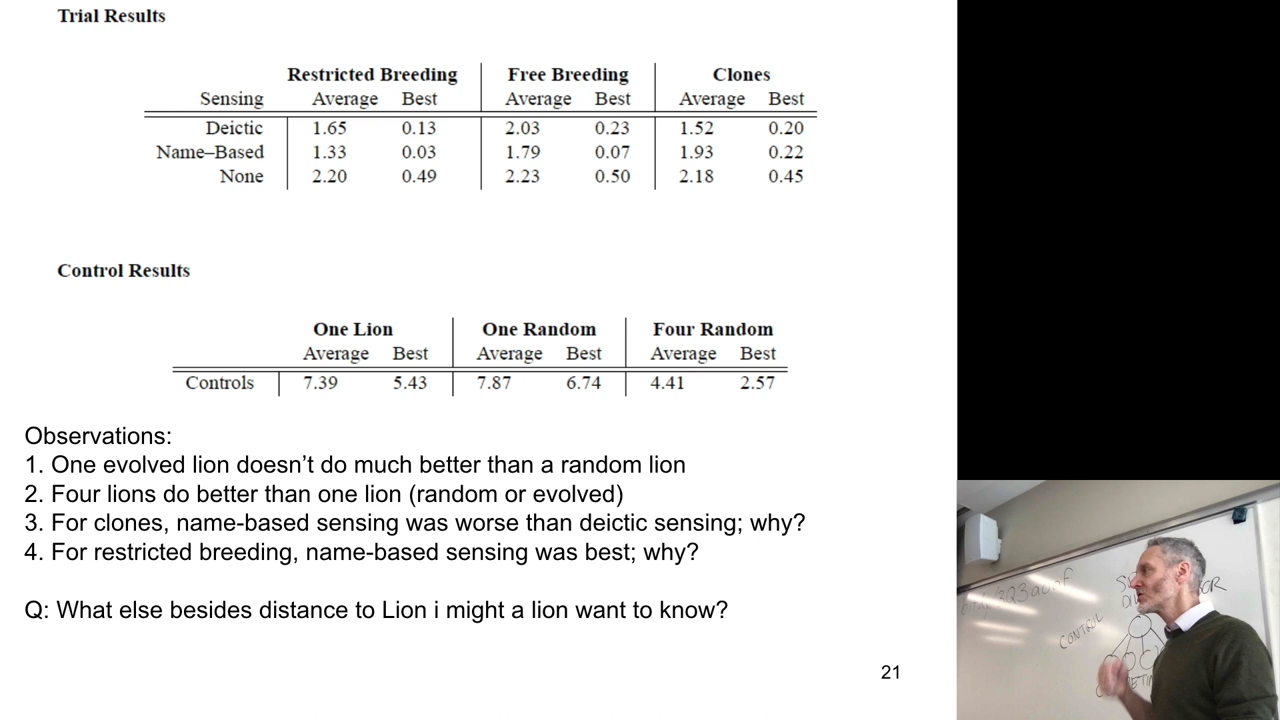 Trial Results
Restricted Breeding Free Breeding Clones
Sensing Average Best Average Best Average Best
Deictic 1.65 0.13 2.03 0.23 1.52 0.20
Name–Based 1.33 0.03 1.79 0.07 1.93 0.22
None 2.20 0.49 2.23 0.50 2.18 0.45
Control Results
One Lion One Random Four Random
Average Best Average Best Average Best
Controls 7.39 5.43 7.87 6.74 4.41 2.57
Observations:
1. One evolved lion doesn’t do much better than a random lion
2. Four lions do better than one lion (random or evolved)
3. For clones, name-based sensing was worse than deictic sensing; why?
4. For restricted breeding, name-based sensing was best; why?
Q: What else besides distance to Lion i might a lion want to know?
21
CONTROL